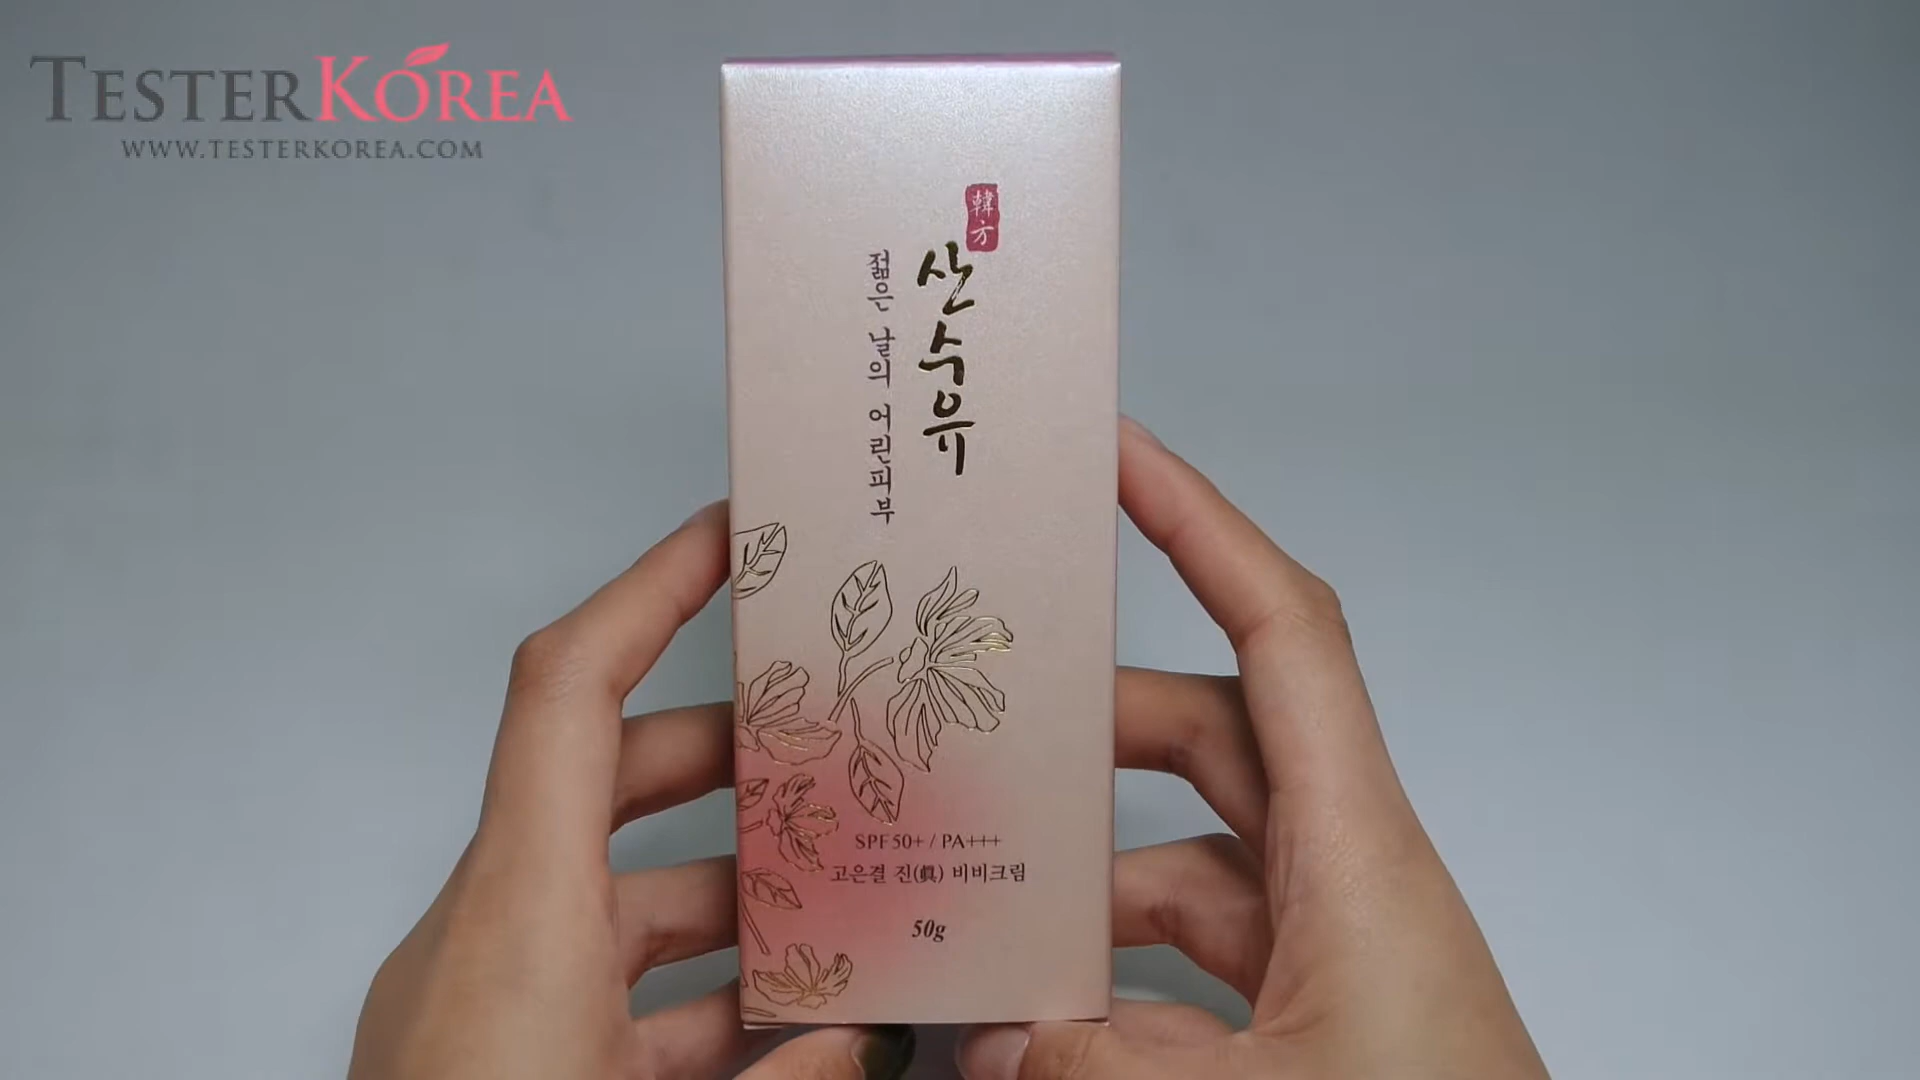 TESTERKOREA
WWW.TESTERKOREA.COM
韓方
산수유
젊은 날의 어린피부
SPF50+ / PA+++
고은결 진(眞) 비비크림
50g